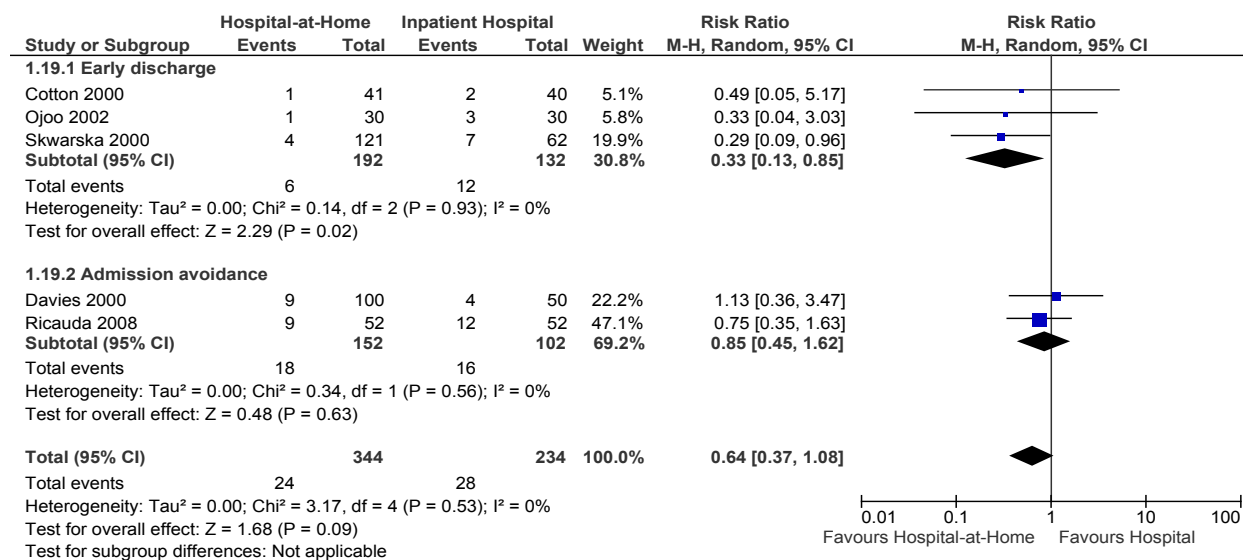 Hospital-at-Home Inpatient Hospital Risk Ratio Risk Ratio
Study or Subgroup Events Total Events Total Weight M-H, Random, 95% CI M-H, Random, 95% CI
1.19.1 Early discharge
Cotton 2000 1 41 2 40 5.1% 0.49 [0.05, 5.17]
Ojoo 2002 1 30 3 30 5.8% 0.33 [0.04, 3.03]
Skwarska 2000 4 121 7 62 19.9% 0.29 [0.09, 0.96]
Subtotal (95% CI) 192 132 30.8% 0.33 [0.13, 0.85]
Total events 6 12
Heterogeneity: Tau² = 0.00; Chi² = 0.14, df = 2 (P = 0.93); I² = 0%
Test for overall effect: Z = 2.29 (P = 0.02)
1.19.2 Admission avoidance
Davies 2000 9 100 4 50 22.2% 1.13 [0.36, 3.47]
Ricauda 2008 9 52 12 52 47.1% 0.75 [0.35, 1.63]
Subtotal (95% CI) 152 102 69.2% 0.85 [0.45, 1.62]
Total events 18 16
Heterogeneity: Tau² = 0.00; Chi² = 0.34, df = 1 (P = 0.56); I² = 0%
Test for overall effect: Z = 0.48 (P = 0.63)
Total (95% CI) 344 234 100.0% 0.64 [0.37, 1.08]
Total events 24 28
Heterogeneity: Tau² = 0.00; Chi² = 3.17, df = 4 (P = 0.53); I² = 0%
Test for overall effect: Z = 1.68 (P = 0.09)
Test for subgroup differences: Not applicable
0.01 0.1 1 10 100
Favours Hospital-at-Home Favours Hospital